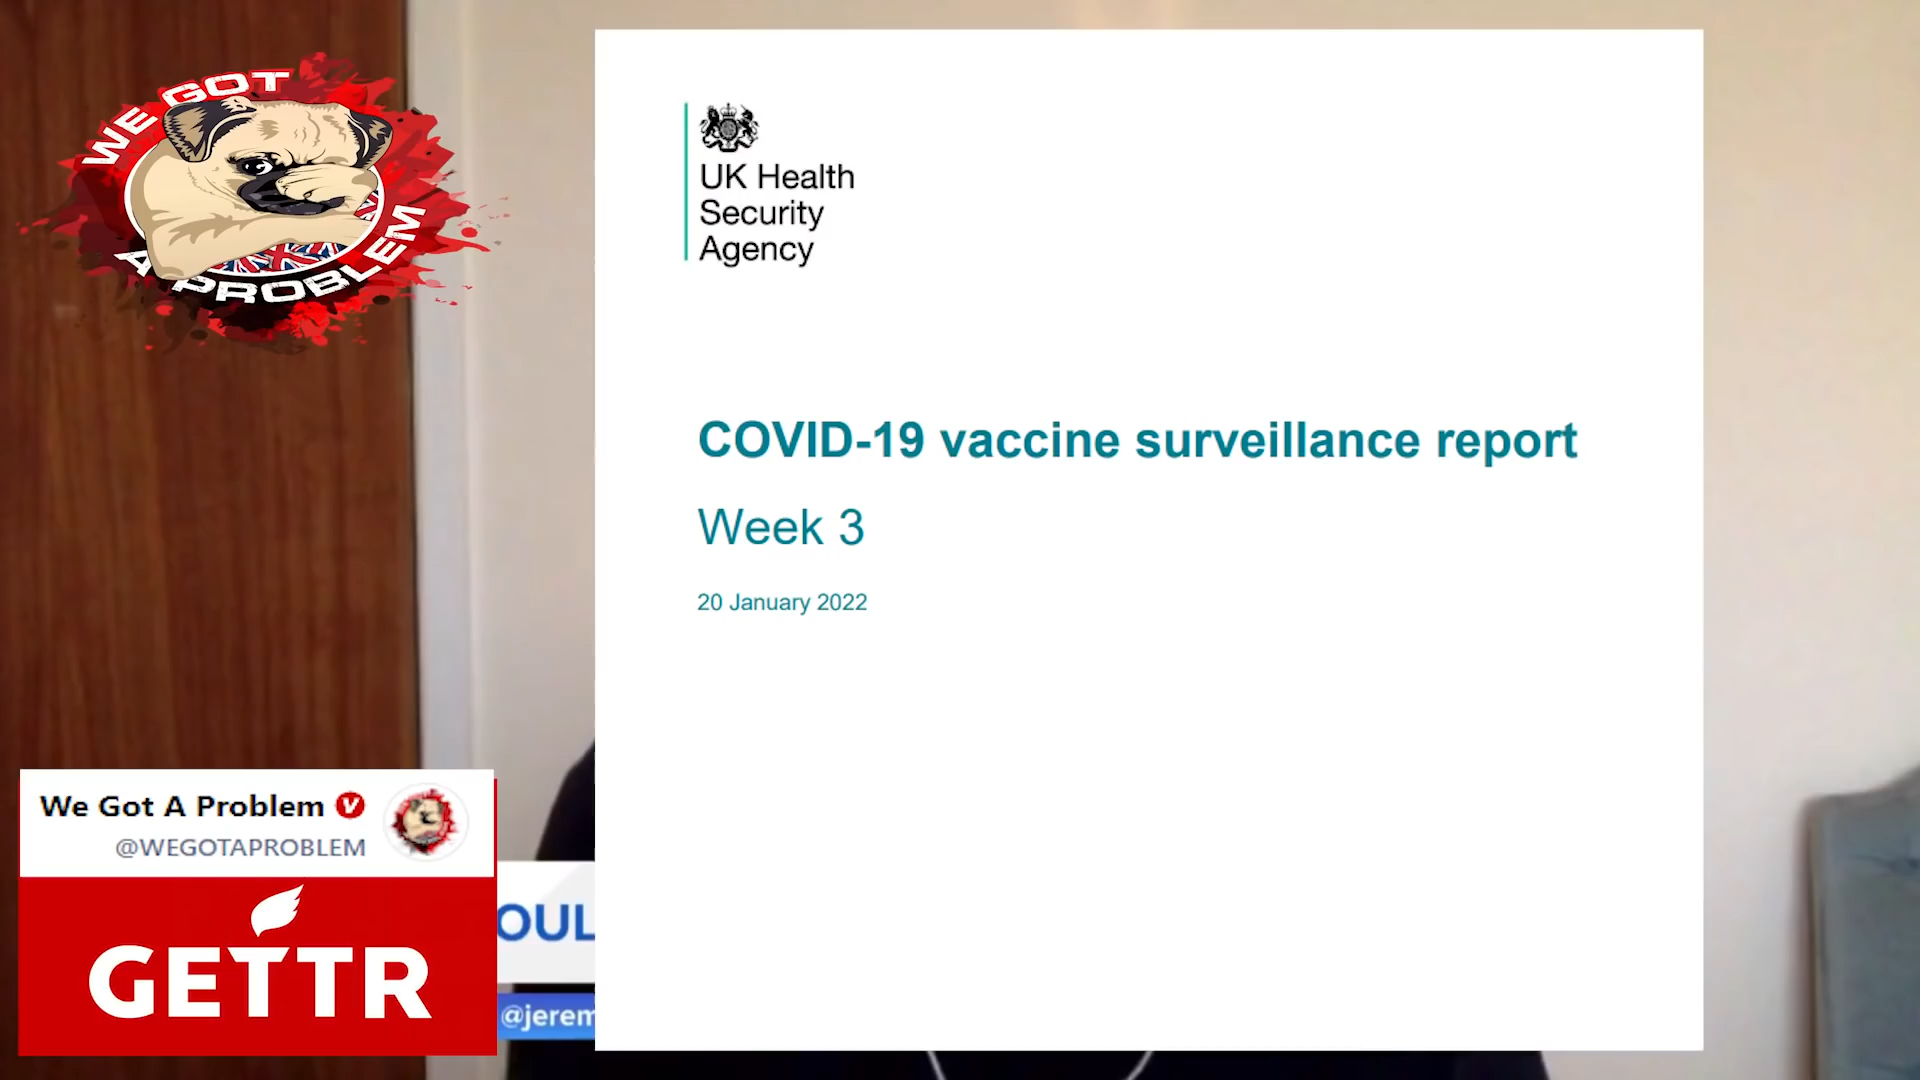 WE GOT
A PROBLEM
UK Health
Security
Agency
COVID-19 vaccine surveillance report
Week 3
20 January 2022
We Got A Problem
@WEGOTAPROBLEM
GETTR
OUL
@jerem